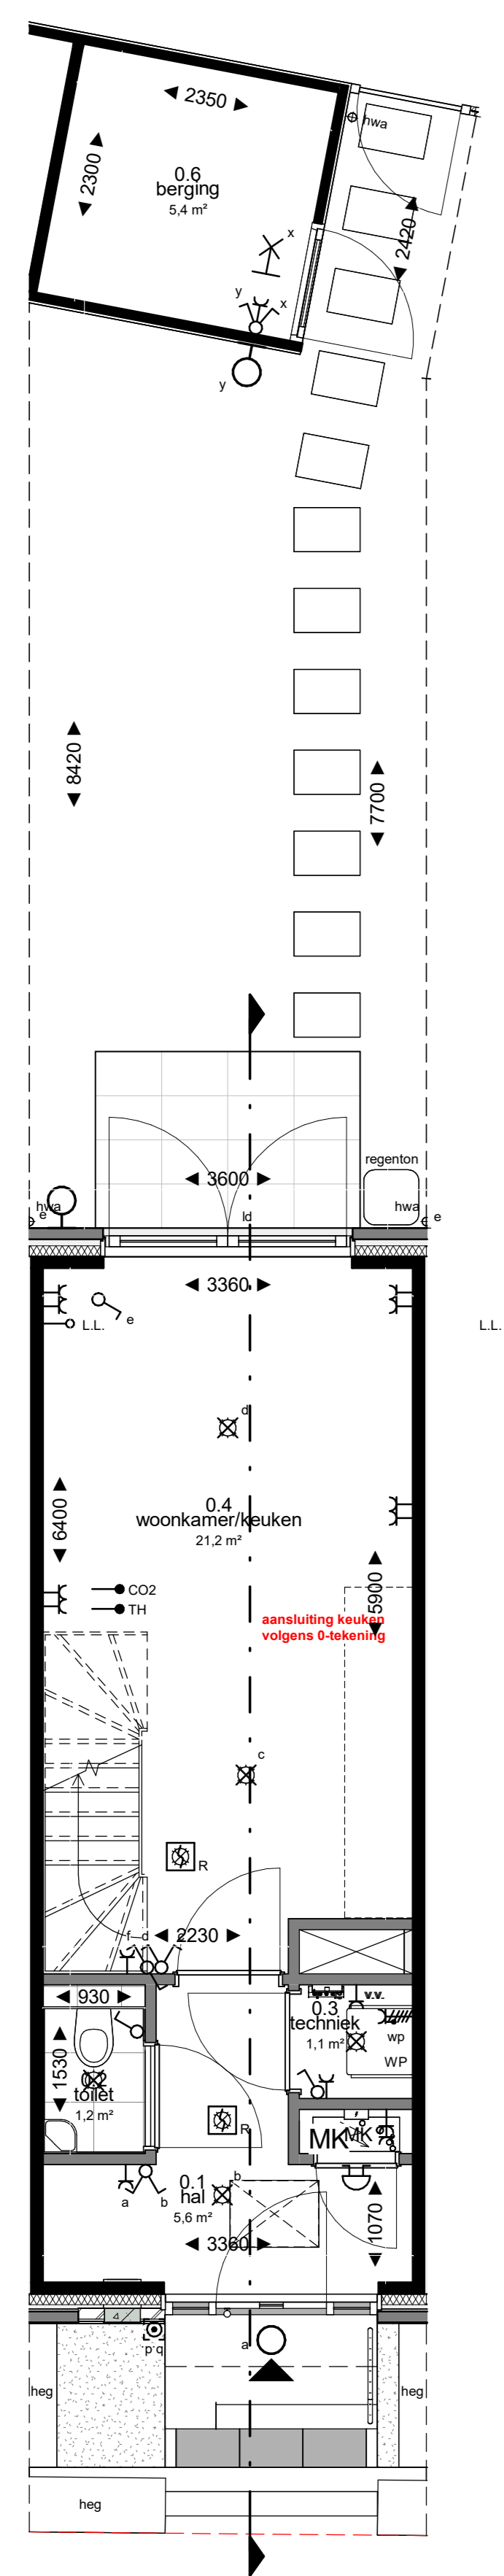 2350
hwa
2300
0.6
berging
5,4 m²
2420
x
y
x
y
8420
7700
regenton
3600
hwa
hwa
e
e
ld
3360
L.L.
e
L.L.
d
0.4
woonkamer/keuken
21,2 m²
6400
5900
CO2
TH
aansluiting keuken
volgens 0-tekening
c
R
f
d
2230
930
v.v.
0.3
techniek
1,1 m²
wp
WP
1530
0.2
toilet
1,2 m²
R
MK
MK
a
b
b
0.1
hal
5,6 m²
1070
3360
a
p q
heg
heg
heg